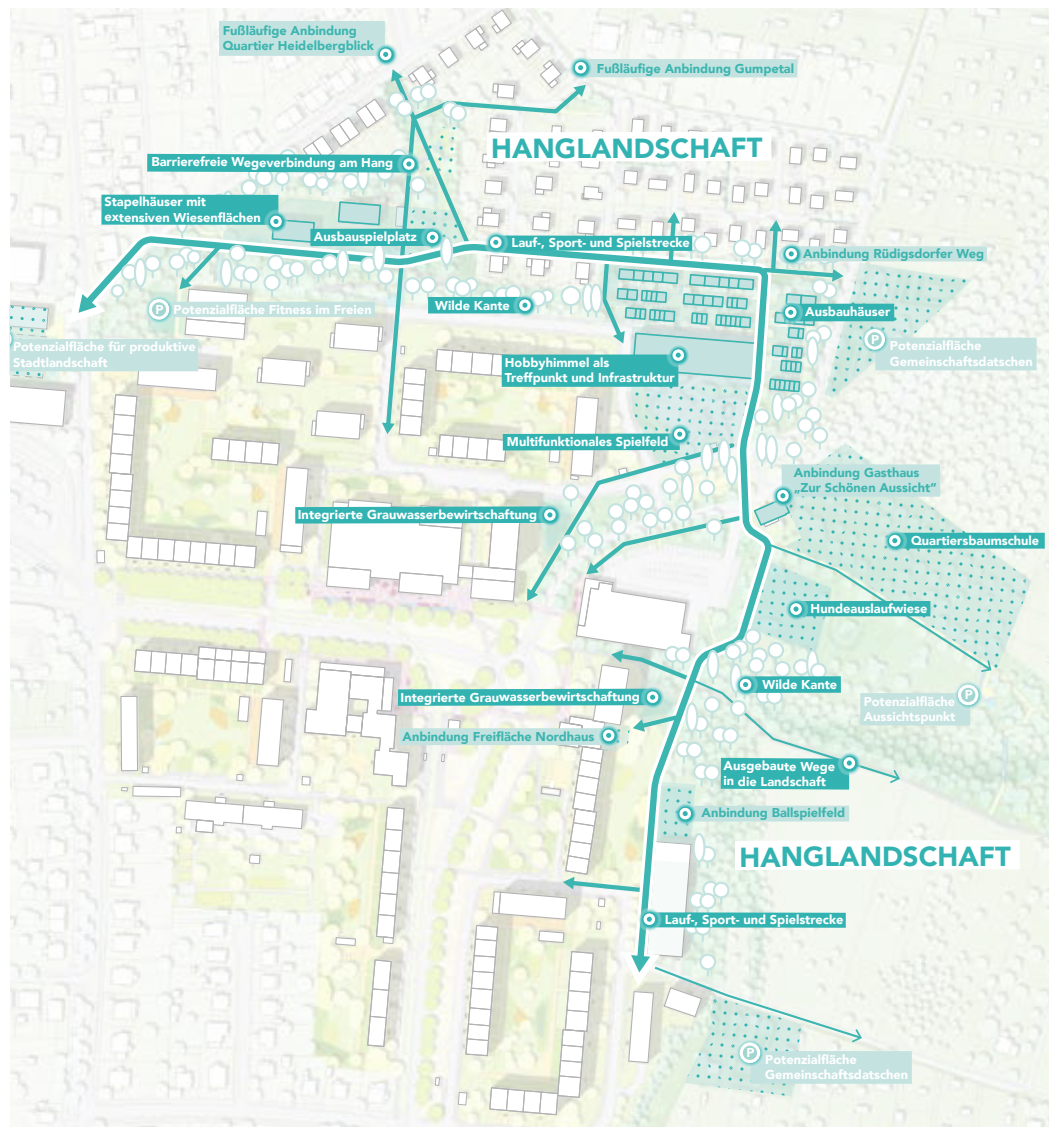 Fußläufige Anbindung
Quartier Heidelbergblick
Fußläufige Anbindung Gumpetal
HANGLANDSCHAFT
Barrierefreie Wegeverbindung am Hang
Stapelhäuser mit
extensiven Wiesenflächen
Ausbauspielplatz
Lauf-, Sport- und Spielstrecke
Anbindung Rüdigsdorfer Weg
Wilde Kante
P
Potenzialfläche Fitness im Freien
Ausbauhäuser
Potenzialfläche für produktive
Stadtlandschaft
P
Potenzialfläche
Gemeinschaftsdatschen
Hobbyhimmel als
Treffpunkt und Infrastruktur
Multifunktionales Spielfeld
Anbindung Gasthaus
„Zur Schönen Aussicht“
Integrierte Grauwasserbewirtschaftung
Quartiersbaumschule
Hundeauslaufwiese
Wilde Kante
Integrierte Grauwasserbewirtschaftung
P
Potenzialfläche
Aussichtspunkt
Anbindung Freifläche Nordhaus
Ausgebaute Wege
in die Landschaft
Anbindung Ballspielfeld
HANGLANDSCHAFT
Lauf-, Sport- und Spielstrecke
P
Potenzialfläche
Gemeinschaftsdatschen